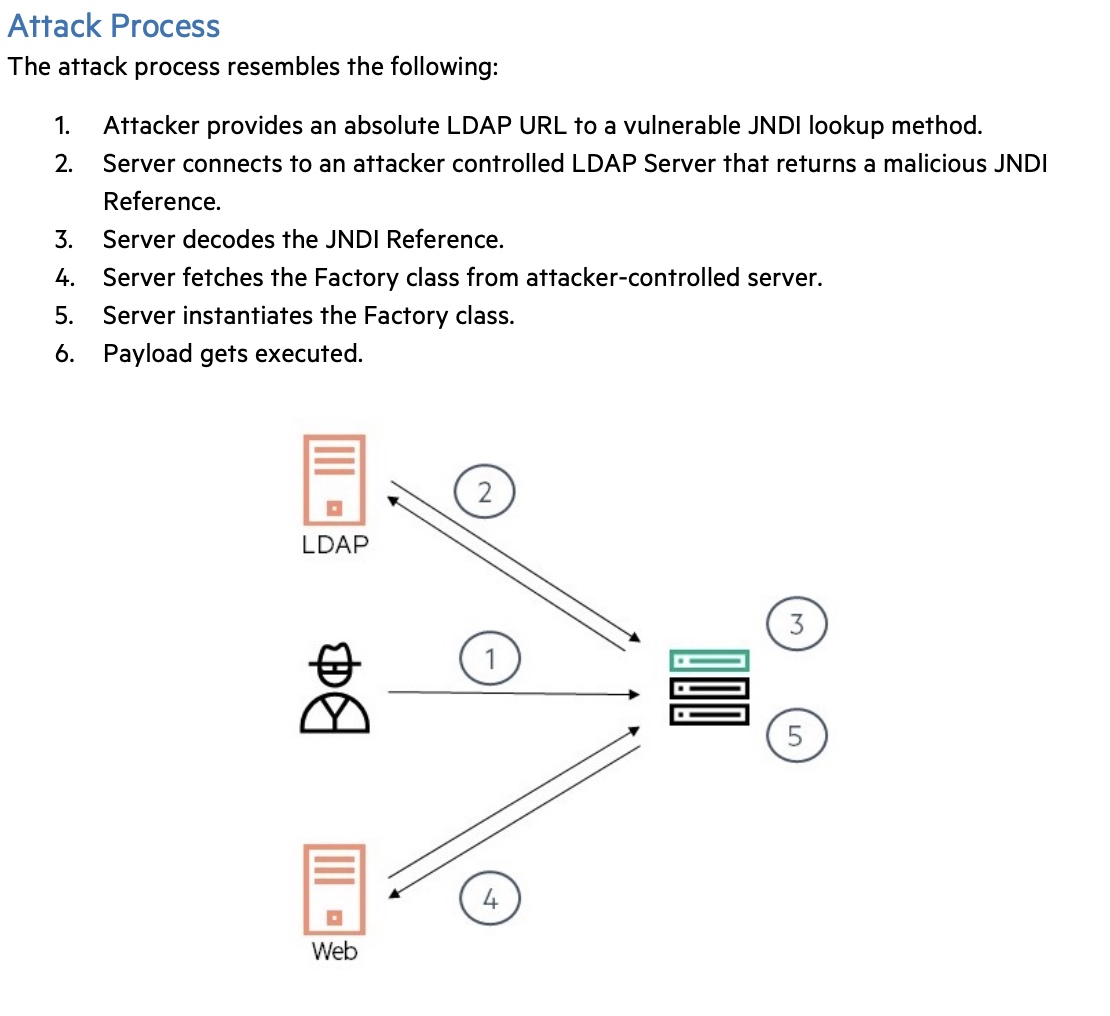 Attack Process
The attack process resembles the following:
1. Attacker provides an absolute LDAP URL to a vulnerable JNDI lookup method.
2. Server connects to an attacker controlled LDAP Server that returns a malicious JNDI
Reference.
3. Server decodes the JNDI Reference.
4. Server fetches the Factory class from attacker-controlled server.
5. Server instantiates the Factory class.
6. Payload gets executed.
2
LDAP
3
1
5
4
Web